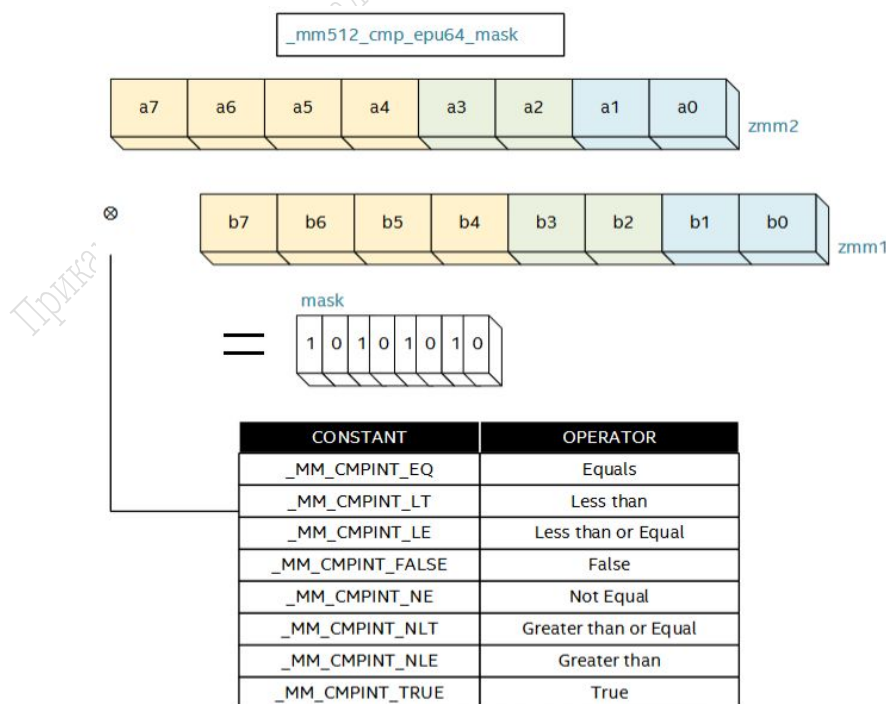 _mm512_cmp_epu64_mask
a7 a6 a5 a4 a3 a2 a1 a0
zmm2
⊗
b7 b6 b5 b4 b3 b2 b1 b0
zmm1
mask
=
1 0 1 0 1 0 1 0
CONSTANT OPERATOR
_MM_CMPINT_EQ Equals
_MM_CMPINT_LT Less than
_MM_CMPINT_LE Less than or Equal
_MM_CMPINT_FALSE False
_MM_CMPINT_NE Not Equal
_MM_CMPINT_NLT Greater than or Equal
_MM_CMPINT_NLE Greater than
_MM_CMPINT_TRUE True